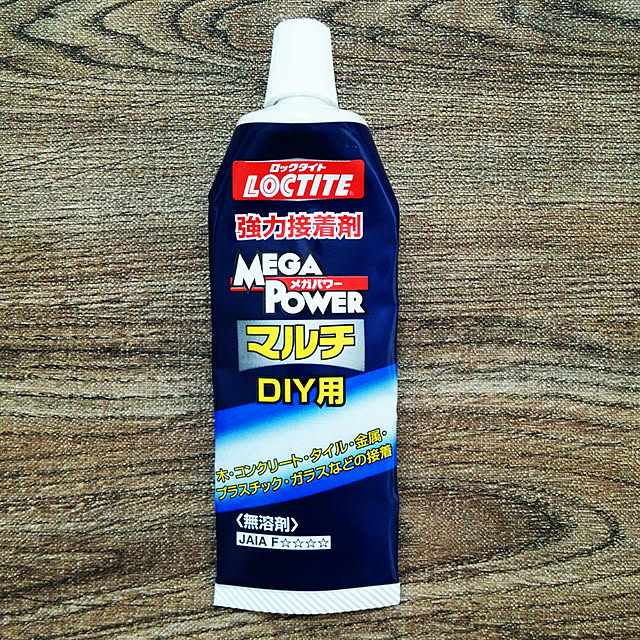 ロックタイト
LOCTITE
強力接着剤
MEGA
メガパワー
POWER
マルチ
DIY用
木・コンクリート・タイル・金属・
プラスチック・ガラスなどの接着
〈無溶剤〉
JAIA F☆☆☆☆